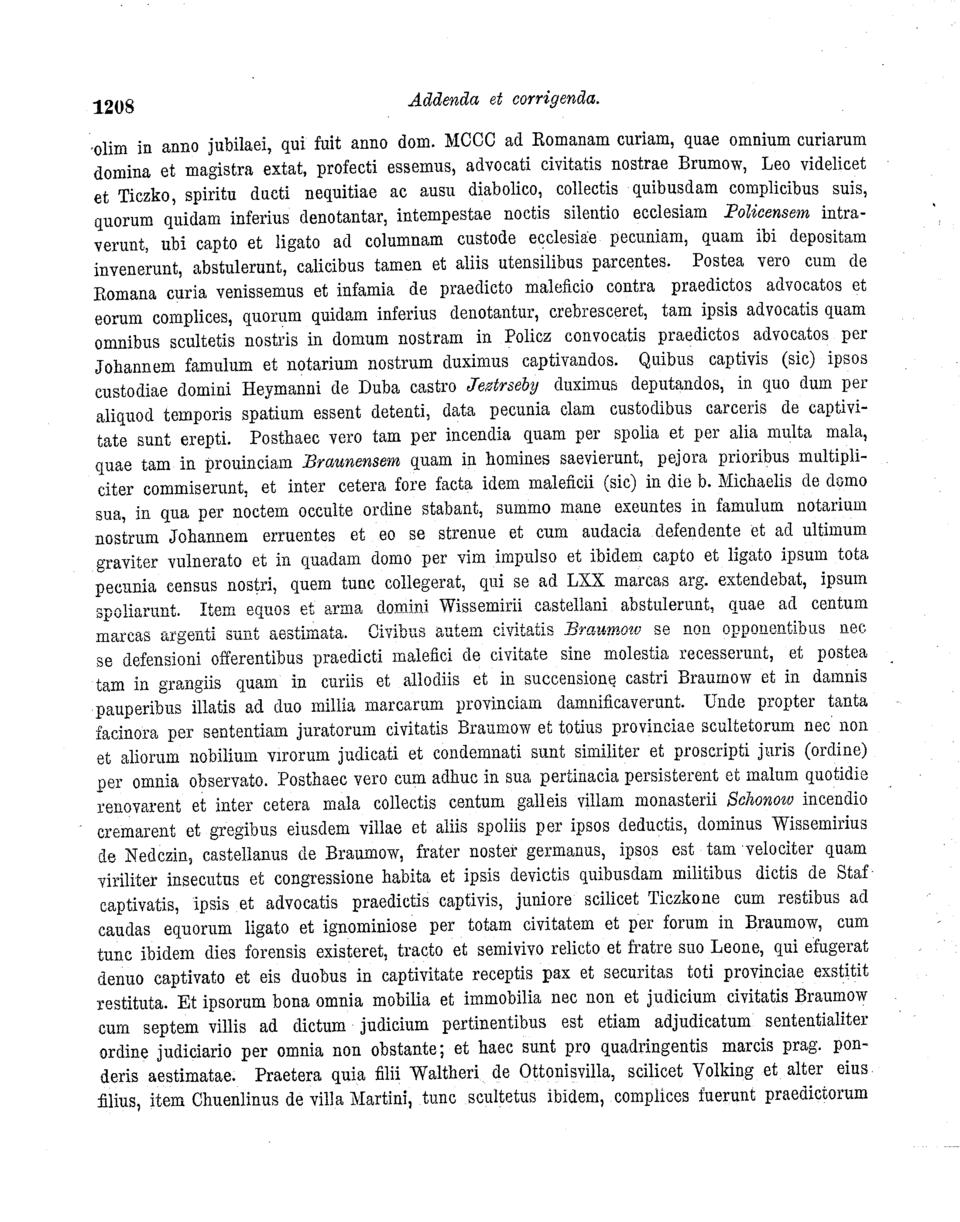 1208
Addenda et corrigenda.
olim in anno jubilaei, qui fuit anno dom. MCCC ad Romanam curiam, quae omnium curiarum
domina et magistra extat, profecti essemus, advocati civitatis nostrae Brumow, Leo videlicet
et Ticzko, spiritu ducti nequitiae ac ausu diabolico, collectis quibusdam complicibus suis,
quorum quidam inferius denotantar, intempestae noctis silentio ecclesiam Policensem intra-
verunt, ubi capto et ligato ad columnam custode ecclesiae pecuniam, quam ibi depositam
invenerunt, abstulerunt, calicibus tamen et aliis utensilibus parcentes. Postea vero cum de
Romana curia venissemus et infamia de praedicto maleficio contra praedictos advocatos et
eorum complices, quorum quidam inferius denotantur, crebresceret, tam ipsis advocatis quam
omnibus scultetis nostris in domum nostram in Policz convocatis praedictos advocatos per
Johannem famulum et notarium nostrum duximus captivandos. Quibus captivis (sic) ipsos
custodiae domini Heymanni de Duba castro Jeztrseby duximus deputandos, in quo dum per
aliquod temporis spatium essent detenti, data pecunia clam custodibus carceris de captivi-
tate sunt erepti. Posthaec vero tam per incendia quam per spolia et per alia multa mala,
quae tam in prouinciam Braunensem quam in homines saevierunt, pejora prioribus multipli-
citer commiserunt, et inter cetera fore facta idem maleficii (sic) in die b. Michaelis de domo
sua, in qua per noctem occulte ordine stabant, summo mane exeuntes in famulum notarium
nostrum Johannem erruentes et eo se strenue et cum audacia defendente et ad ultimum
graviter vulnerato et in quadam domo per vim impulso et ibidem capto et ligato ipsum tota
pecunia census nostri, quem tunc collegerat, qui se ad LXX marcas arg. extendebat, ipsum
spoliarunt. Item equos et arma domini Wissemirii castellani abstulerunt, quae ad centum
marcas argenti sunt aestimata. Civibus autem civitatis Braumow se non opponentibus nec
se defensioni offerentibus praedicti malefici de civitate sine molestia recesserunt, et postea
tam in grangiis quam in curiis et allodiis et in successione castri Braumow et in damnis
pauperibus illatis ad duo millia marcarum provinciam damnificaverunt. Unde propter tanta
facinora per sententiam juratorum civitatis Braumow et totius provinciae scultetorum nec non
et aliorum nobilium virorum judicati et condemnati sunt similiter et proscripti juris (ordine)
per omnia observato. Posthaec vero cum adhuc in sua pertinacia persisterent et malum quotidie
renovarent et inter cetera mala collectis centum galleis villam monasterii Schonow incendio
cremarent et gregibus eiusdem villae et aliis spoliis per ipsos deductis, dominus Wissemirius
de Nedczin, castellanus de Braumow, frater noster germanus, ipsos est tam velociter quam
viriliter insecutus et congressione habita et ipsis devictis quibusdam militibus dictis de Staf
captivatis, ipsis et advocatis praedictis captivis, juniore scilicet Ticzkone cum restibus ad
caudas equorum ligato et ignominiose per totam civitatem et per forum in Braumow, cum
tunc ibidem dies forensis existeret, tracto et semivivo relicto et fratre suo Leone, qui efugerat
denuo captivato et eis duobus in captivitate receptis pax et securitas toti provinciae exstitit
restituta. Et ipsorum bona omnia mobilia et immobilia nec non et judicium civitatis Braumow
cum septem villis ad dictum judicium pertinentibus est etiam adjudicatum sententialiter
ordine judiciario per omnia non obstante; et haec sunt pro quadringentis marcis prag. pon-
deris aestimatae. Praetera quia filii Waltheri de Ottonisvilla, scilicet Volking et alter eius
filius, item Chuenlinus de villa Martini, tunc scultetus ibidem, complices fuerunt praedictorum